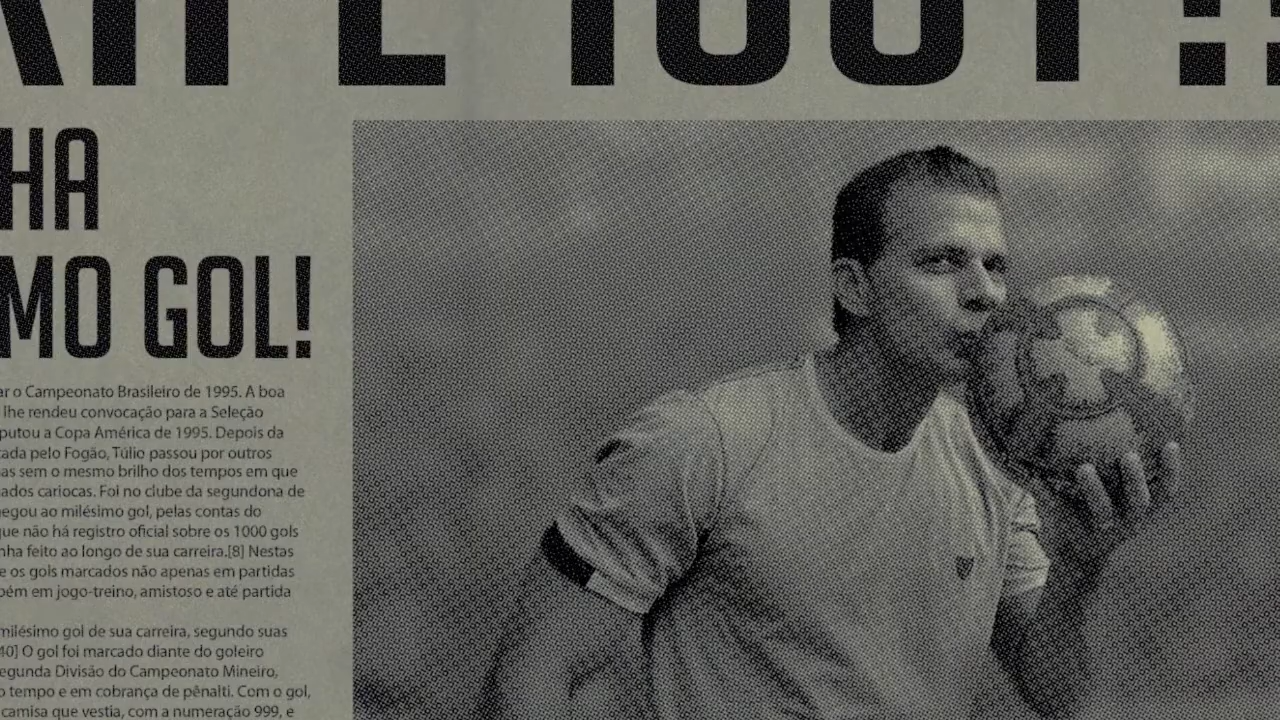 HA
MO GOL!
ar o Campeonato Brasileiro de 1995. A boa
lhe rendeu convocação para a Seleção
putou a Copa América de 1995. Depois da
tada pelo Fogão, Túlio passou por outros
as sem o mesmo brilho dos tempos em que
ados cariocas. Foi no clube da segundona de
negou ao milésimo gol, pelas contas do
que não há registro oficial sobre os 1000 gols
nha feito ao longo de sua carreira.[8] Nestas
e os gols marcados não apenas em partidas
bém em jogo-treino, amistoso e até partida
milésimo gol de sua carreira, segundo suas
40] O gol foi marcado diante do goleiro
egunda Divisão do Campeonato Mineiro,
o tempo e em cobrança de pênalti. Com o gol,
camisa que vestia, com a numeração 999, e